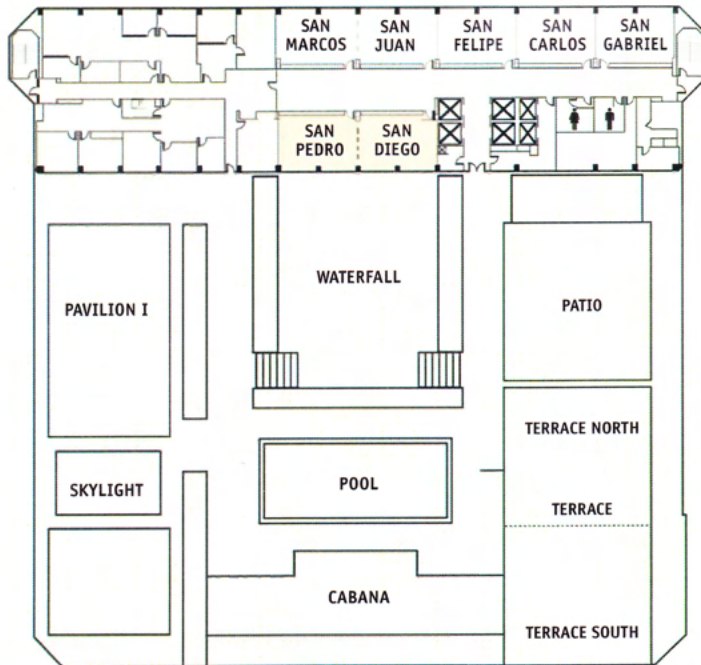 SAN
MARCOS
SAN
JUAN
SAN
FELIPE
SAN
CARLOS
SAN
GABRIEL
SAN
PEDRO
SAN
DIEGO
WATERFALL
PAVILION I
PATIO
TERRACE NORTH
SKYLIGHT
POOL
TERRACE
CABANA
TERRACE SOUTH